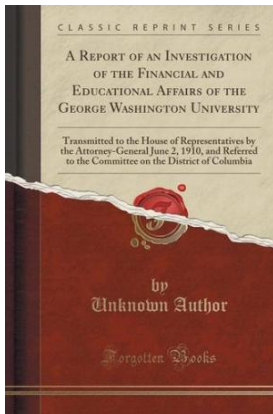 CLASSIC REPRINT SERIES
A REPORT OF AN INVESTIGATION
OF THE FINANCIAL AND
EDUCATIONAL AFFAIRS OF THE
GEORGE WASHINGTON UNIVERSITY
Transmitted to the House of Representatives by
the Attorney-General June 2, 1910, and Referred
to the Committee on the District of Columbia
by
Unknown Author
Forgotten Books